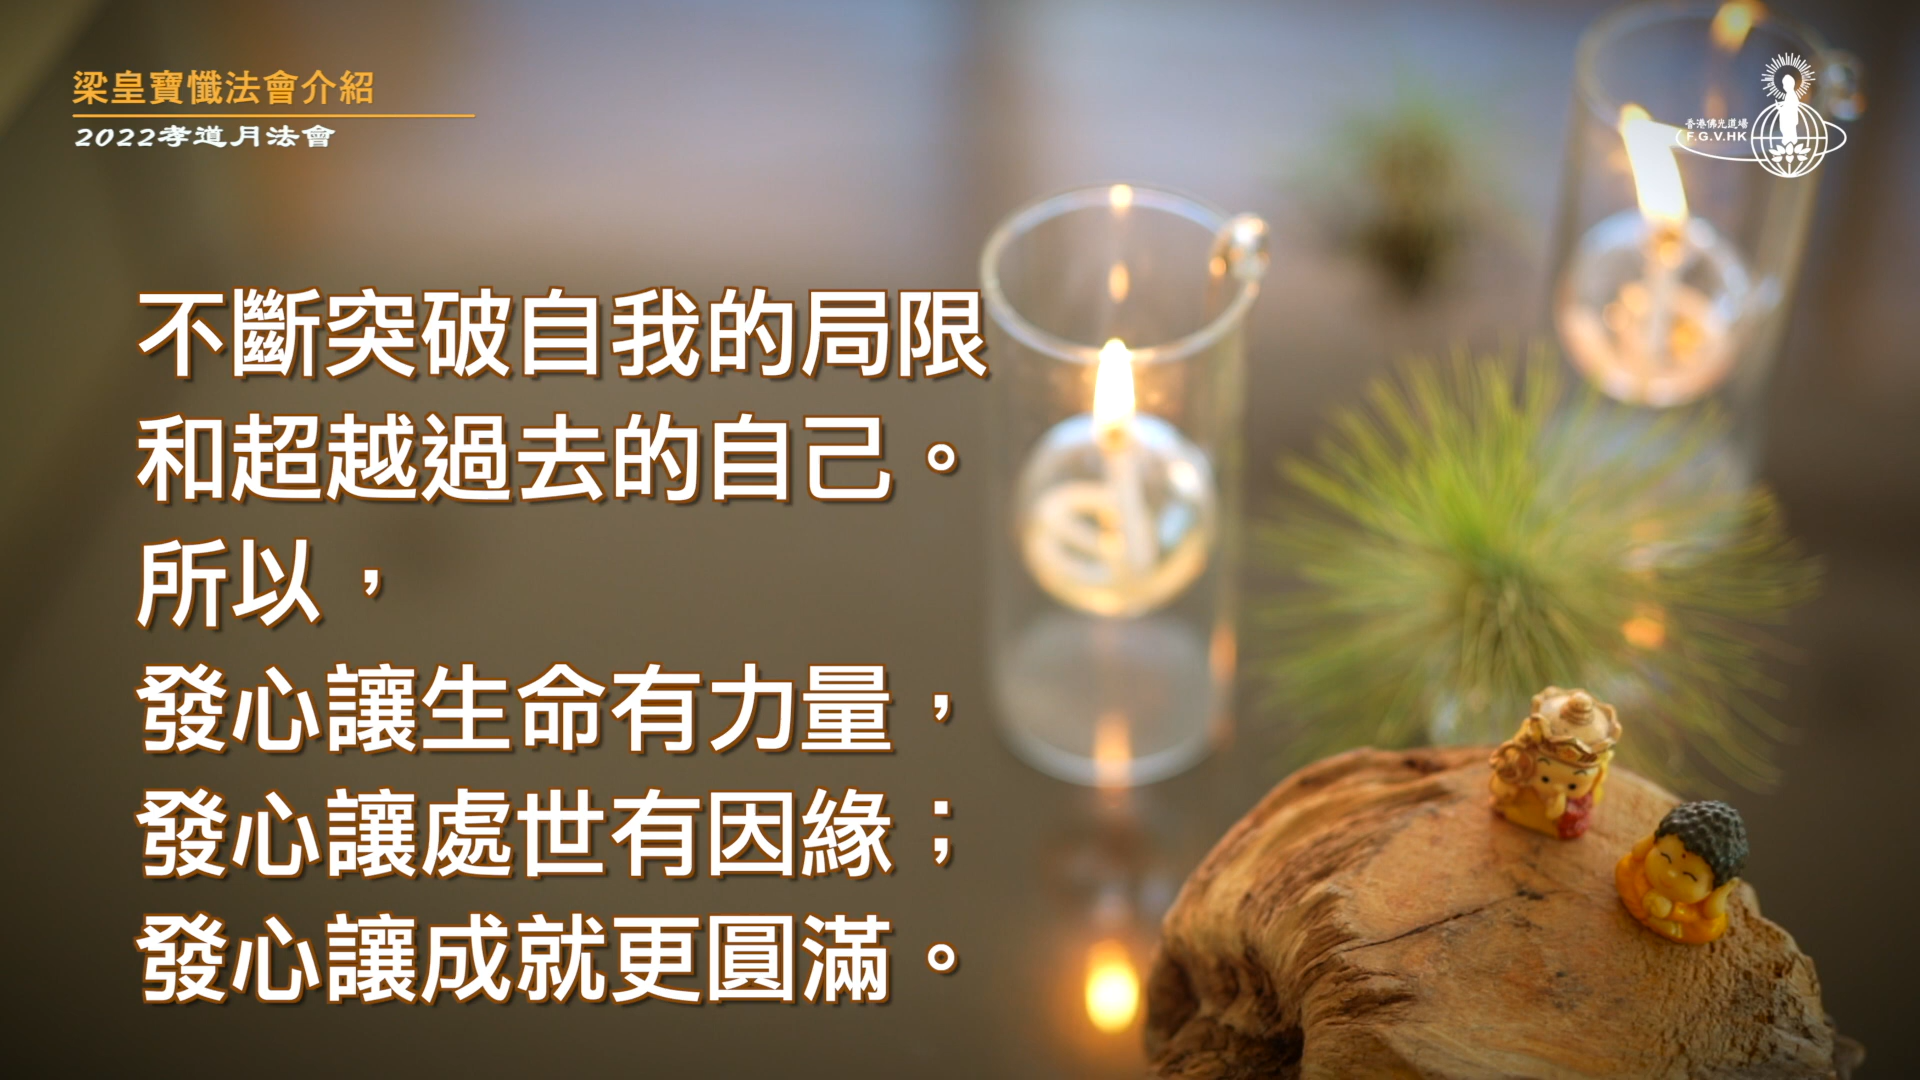 梁皇寶懺法會介紹
2022孝道月法會
香港佛光道場
F.G.V.HK
不斷突破自我的局限
和超越過去的自己。
所以，
發心讓生命有力量，
發心讓處世有因緣；
發心讓成就更圓滿。